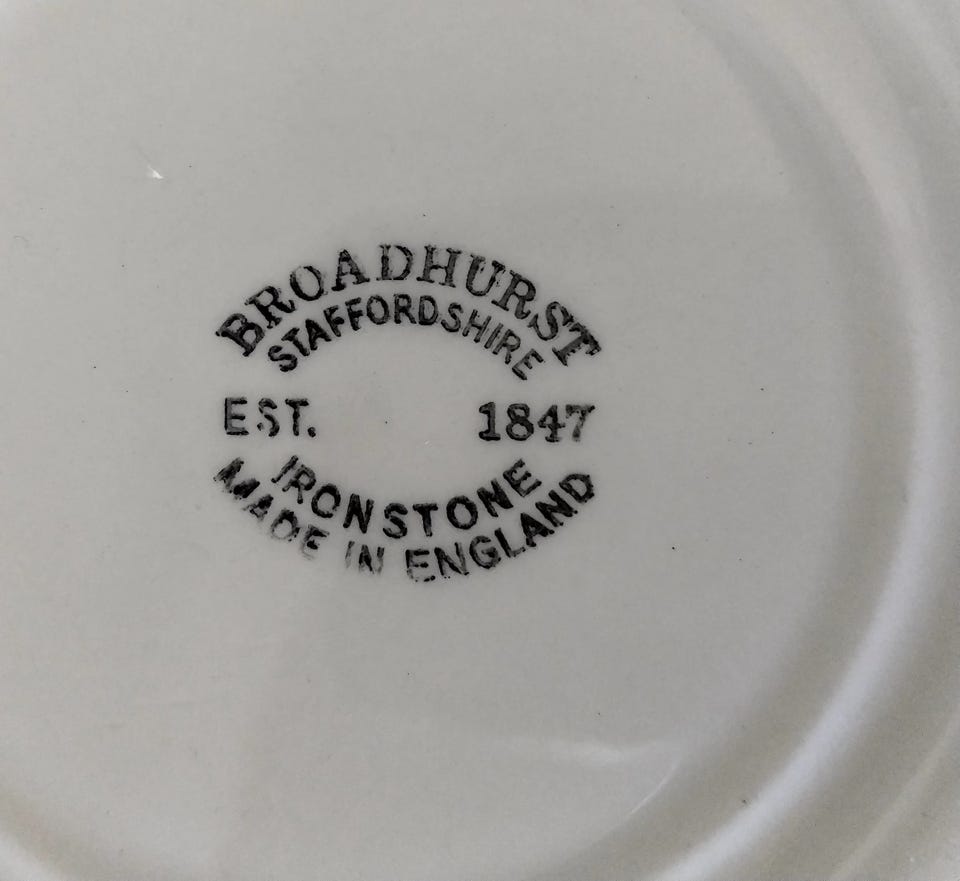 BROADHURST
STAFFORDSHIRE
EST. 1847
IRONSTONE
MADE IN ENGLAND